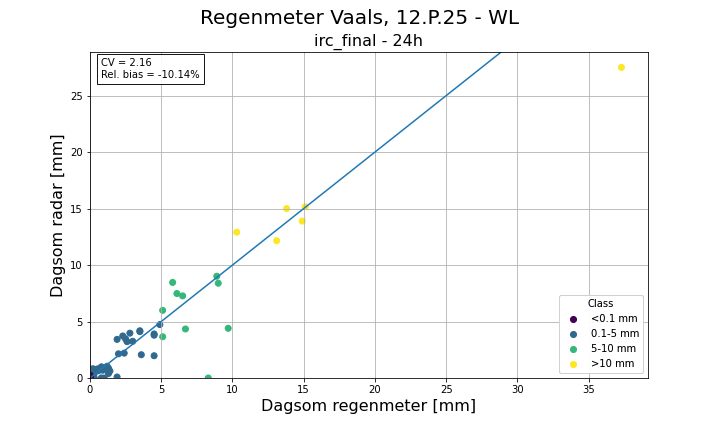 Regenmeter Vaals, 12.P.25 - WL
irc_final - 24h
CV = 2.16
Rel. bias = -10.14%
Dagsom radar [mm]
25
20
15
10
5
0
0 5 10 15 20 25 30 35
Dagsom regenmeter [mm]
Class
<0.1 mm
0.1-5 mm
5-10 mm
>10 mm